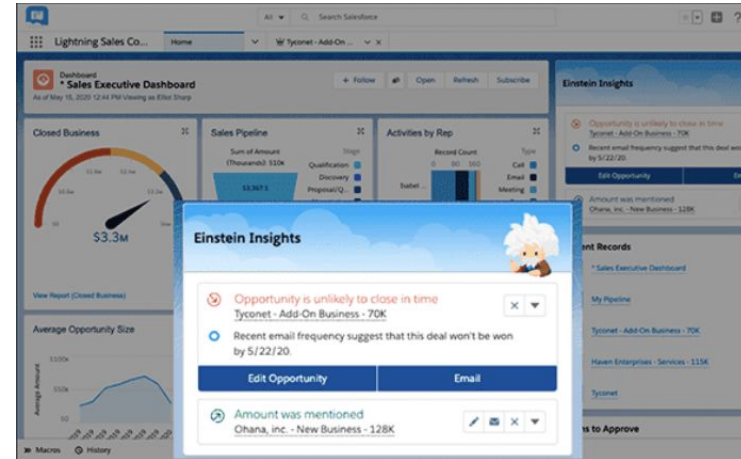 All
Search Salesforce
Lightning Sales Co...
Home
Tyconet - Add-On ...
Dashboard
* Sales Executive Dashboard
As of May 15, 2020 12:44 PM Viewing as Elliot Sharp
+ Follow
Open
Refresh
Subscribe
Closed Business
$3.3M
View Report (Closed Business)
Sales Pipeline
Sum of Amount
(Thousands) 510K
Stage
Qualification
Discovery
Proposal/Q...
Activities by Rep
Record Count
0 80 160
Type
Call
Email
Meeting
Isabel ...
Average Opportunity Size
Average Amount
Einstein Insights
Opportunity is unlikely to close in time
Tyconet - Add-On Business - 70K
Recent email frequency suggest that this deal won
by 5/22/20.
Edit Opportunity
Amount was mentioned
Ohana, inc. - New Business - 128K
nt Records
* Sales Executive Dashboard
My Pipeline
Tyconet - Add-On Business - 70K
Haven Enterprises - Services - 115K
Tyconet
s to Approve
Einstein Insights
Opportunity is unlikely to close in time
Tyconet - Add-On Business - 70K
Recent email frequency suggest that this deal won't be won
by 5/22/20.
Edit Opportunity
Email
Amount was mentioned
Ohana, inc. - New Business - 128K
Macros
History